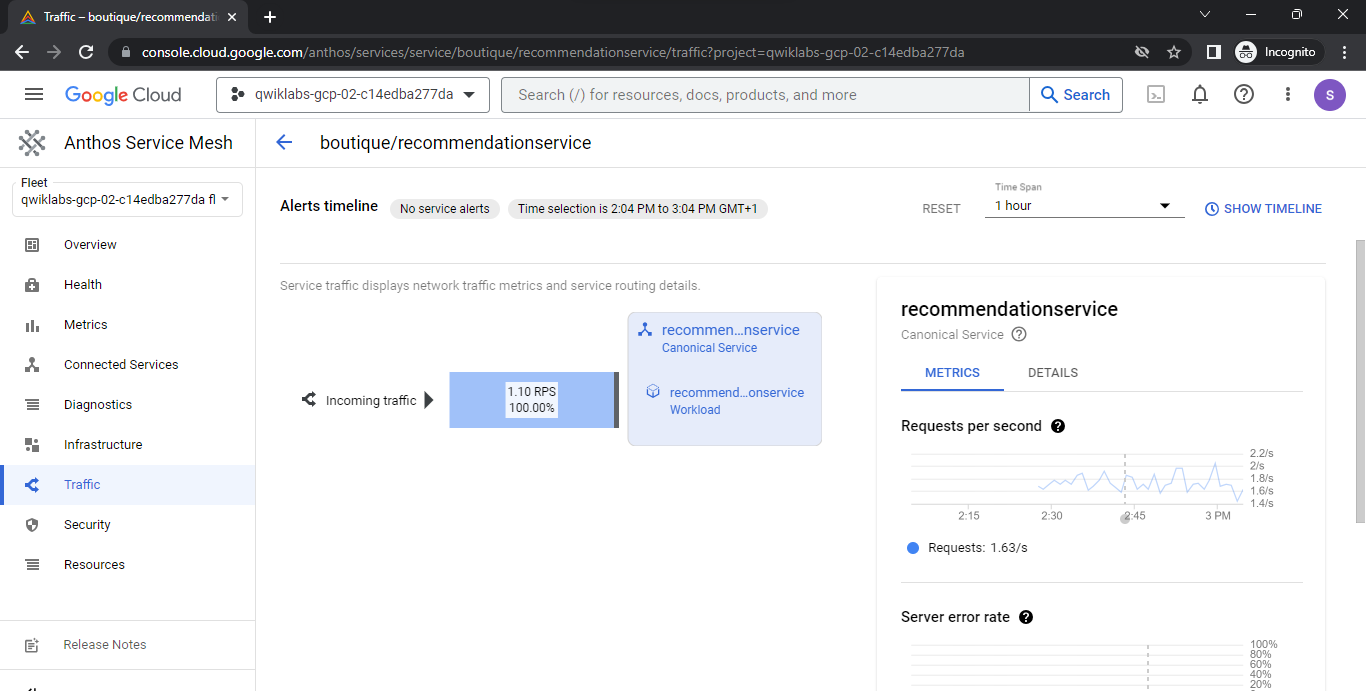 Traffic – boutique/recommendati
console.cloud.google.com/anthos/services/service/boutique/recommendationservice/traffic?project=qwiklabs-gcp-02-c14edba277da
Incognito
Google Cloud
qwiklabs-gcp-02-c14edba277da
Search (/) for resources, docs, products, and more
Search
S
Anthos Service Mesh
boutique/recommendationservice
Fleet
qwiklabs-gcp-02-c14edba277da fl
Overview
Health
Metrics
Connected Services
Diagnostics
Infrastructure
Traffic
Security
Resources
Release Notes
Alerts timeline
No service alerts
Time selection is 2:04 PM to 3:04 PM GMT+1
RESET
Time Span
1 hour
SHOW TIMELINE
Service traffic displays network traffic metrics and service routing details.
Incoming traffic
1.10 RPS
100.00%
recommen...nservice
Canonical Service
recommend...onservice
Workload
recommendationservice
Canonical Service
METRICS
DETAILS
Requests per second
2.2/s
2/s
1.8/s
1.6/s
1.4/s
2:15
2:30
2:45
3 PM
Requests: 1.63/s
Server error rate
100%
80%
60%
40%
20%